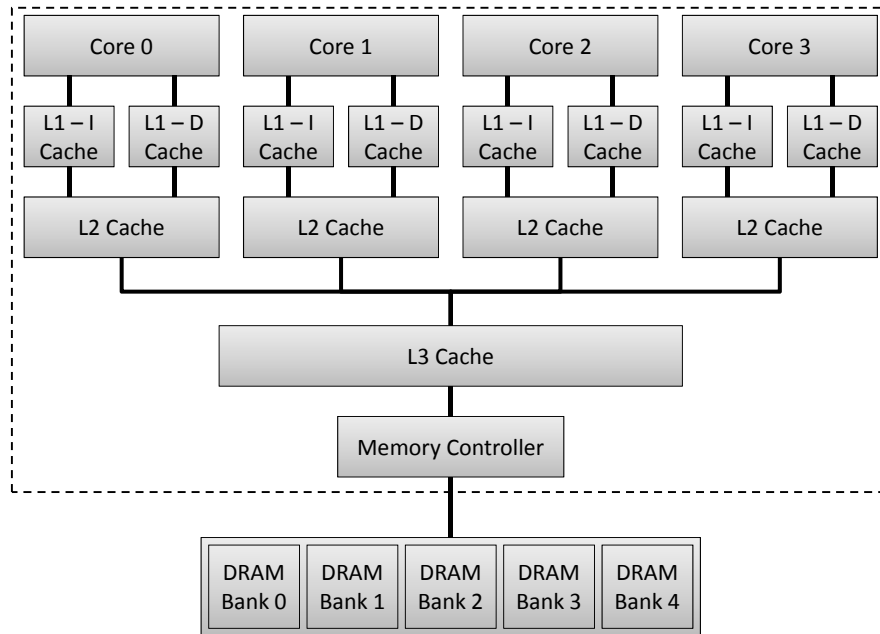 Core 0
Core 1
Core 2
Core 3
L1 – I
Cache
L1 – D
Cache
L1 – I
Cache
L1 – D
Cache
L1 – I
Cache
L1 – D
Cache
L1 – I
Cache
L1 – D
Cache
L2 Cache
L2 Cache
L2 Cache
L2 Cache
L3 Cache
Memory Controller
DRAM
Bank 0
DRAM
Bank 1
DRAM
Bank 2
DRAM
Bank 3
DRAM
Bank 4